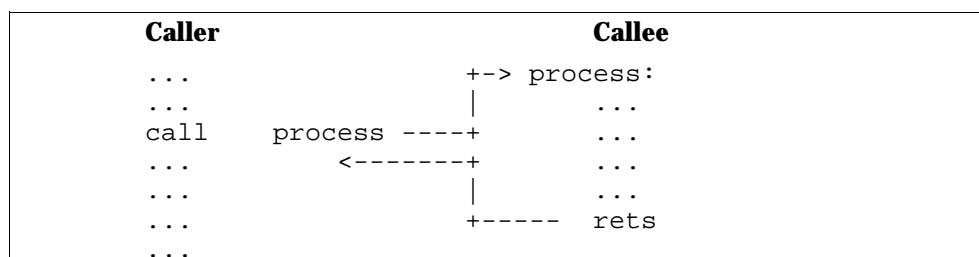 Caller Callee
... +-> process:
... | ...
call process ----+ ...
... <-------+ ...
... | ...
... +----- rets
...